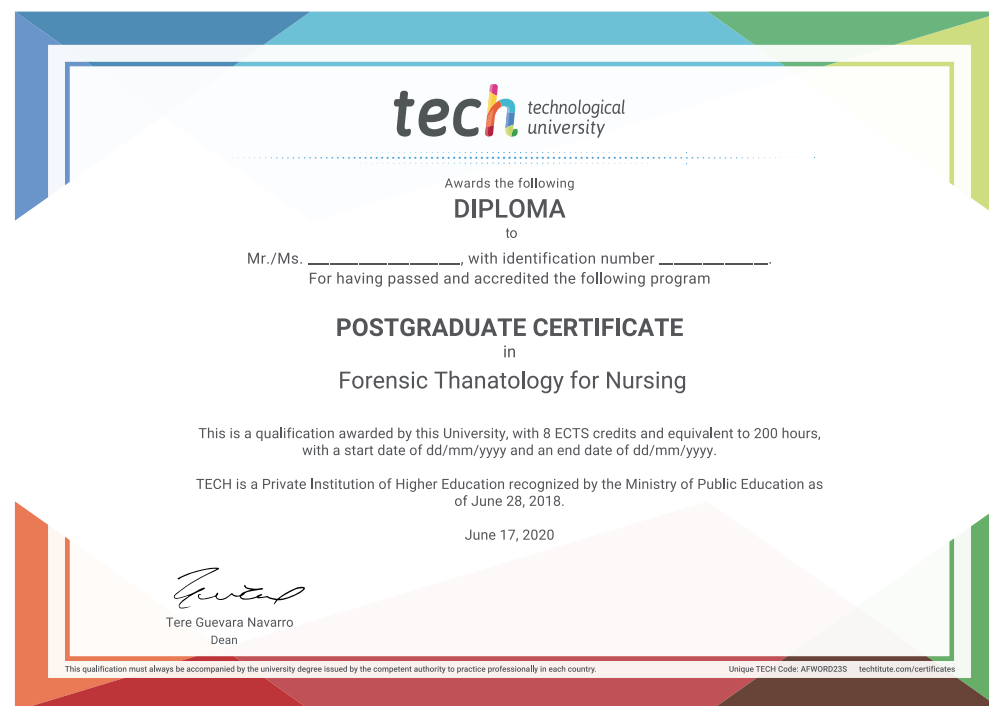 tech technological
university
Awards the following
DIPLOMA
to
Mr./Ms. ____________________, with identification number ______________.
For having passed and accredited the following program
POSTGRADUATE CERTIFICATE
in
Forensic Thanatology for Nursing
This is a qualification awarded by this University, with 8 ECTS credits and equivalent to 200 hours,
with a start date of dd/mm/yyyy and an end date of dd/mm/yyyy.
TECH is a Private Institution of Higher Education recognized by the Ministry of Public Education as
of June 28, 2018.
June 17, 2020
Tere Guevara Navarro
Dean
This qualification must always be accompanied by the university degree issued by the competent authority to practice professionally in each country. Unique TECH Code: AFWORD23S techtitute.com/certificates